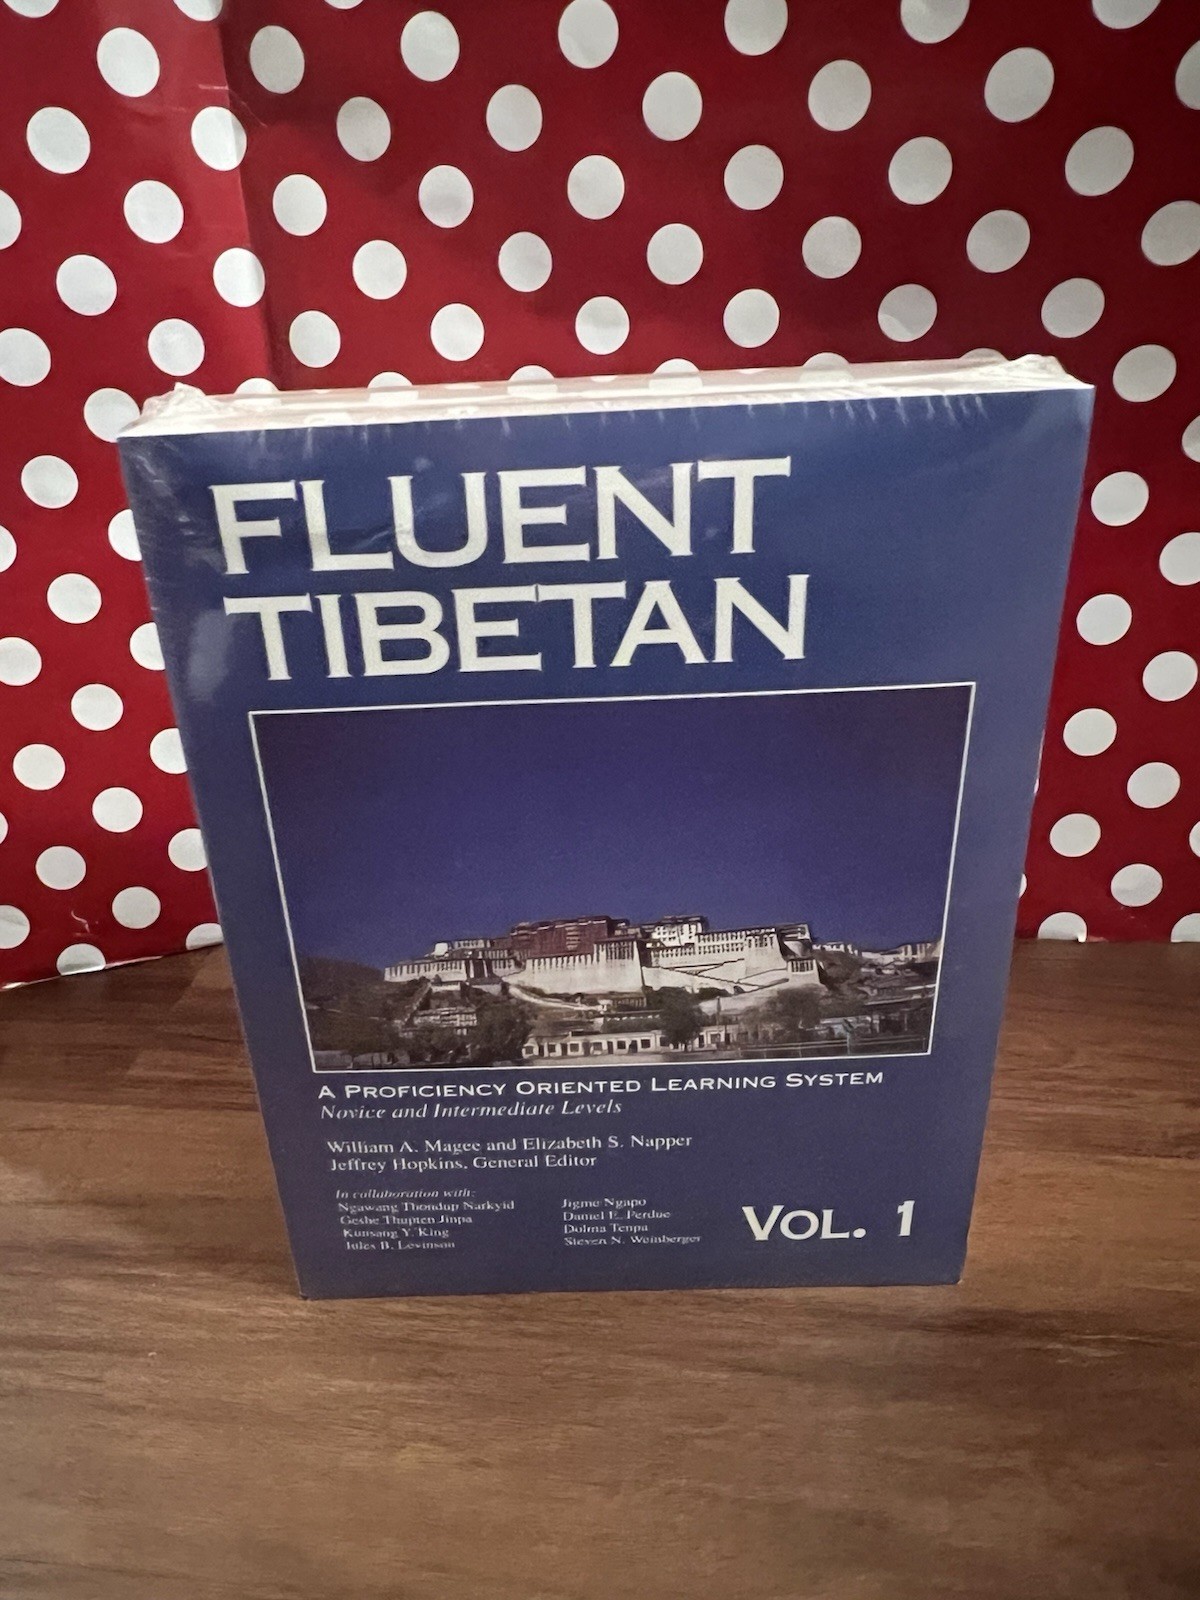 FLUENT
TIBETAN
A PROFICIENCY ORIENTED LEARNING SYSTEM
Novice and Intermediate Levels
William A. Magee and Elizabeth S. Napper
Jeffrey Hopkins, General Editor
In collaboration with:
Ngawang Thondup Narkyid
Geshe Thupten Jinpa
Kunsang Y. King
Jules B. Levinson
Jigme Ngapo
Daniel E. Perdue
Dolma Tenpa
Steven N. Weinberger
VOL. 1